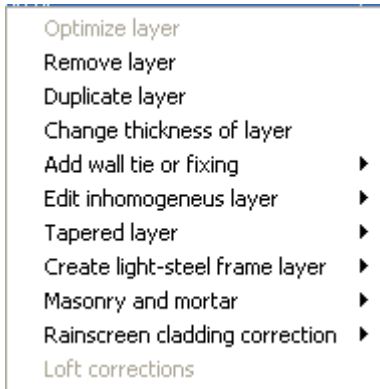 Optimize layer
Remove layer
Duplicate layer
Change thickness of layer
Add wall tie or fixing
Edit inhomogeneus layer
Tapered layer
Create light-steel frame layer
Masonry and mortar
Rainscreen cladding correction
Loft corrections